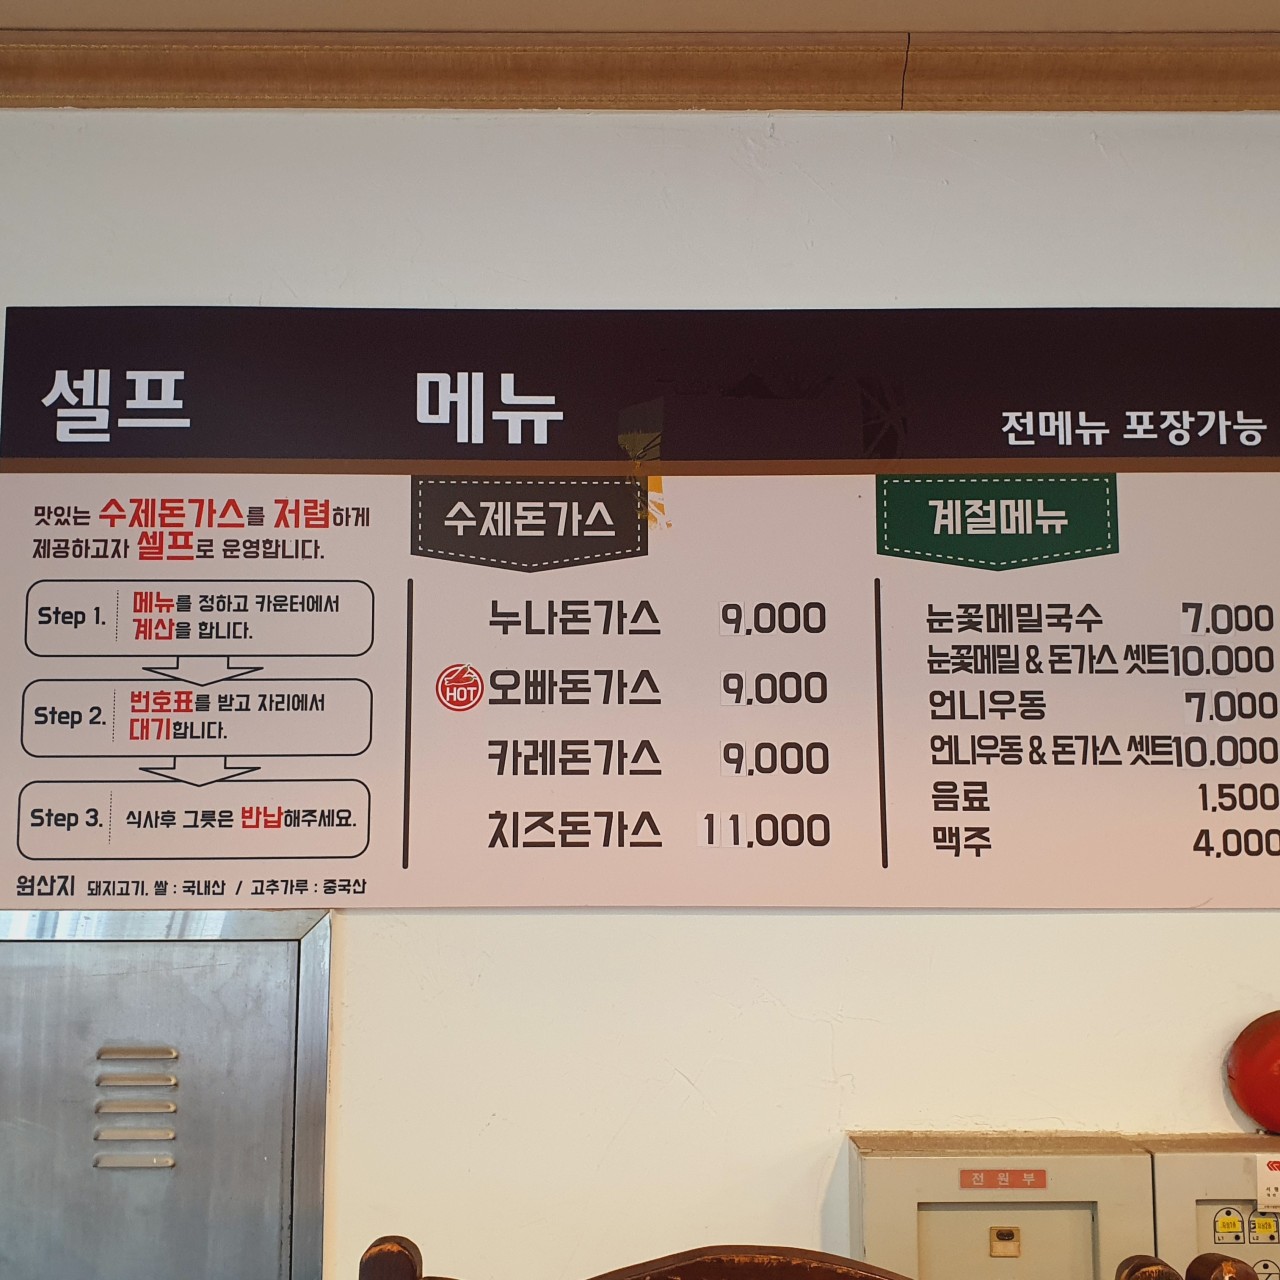 셀프
메뉴
전메뉴 포장가능
맛있는 수제돈가스를 저렴하게
제공하고자 셀프로 운영합니다.
Step 1.
메뉴를 정하고 카운터에서
계산을 합니다.
Step 2.
번호표를 받고 자리에서
대기합니다.
Step 3.
식사후 그릇은 반납해주세요.
원산지 돼지고기, 쌀 : 국내산 / 고추가루 : 중국산
수제돈가스
누나돈가스 9,000
HOT 오빠돈가스 9,000
카레돈가스 9,000
치즈돈가스 11,000
계절메뉴
눈꽃메밀국수 7.000
눈꽃메밀 & 돈가스 셋트 10.000
언니우동 7.000
언니우동 & 돈가스 셋트 10.000
음료 1,500
맥주 4,000
전원부
L1
L2